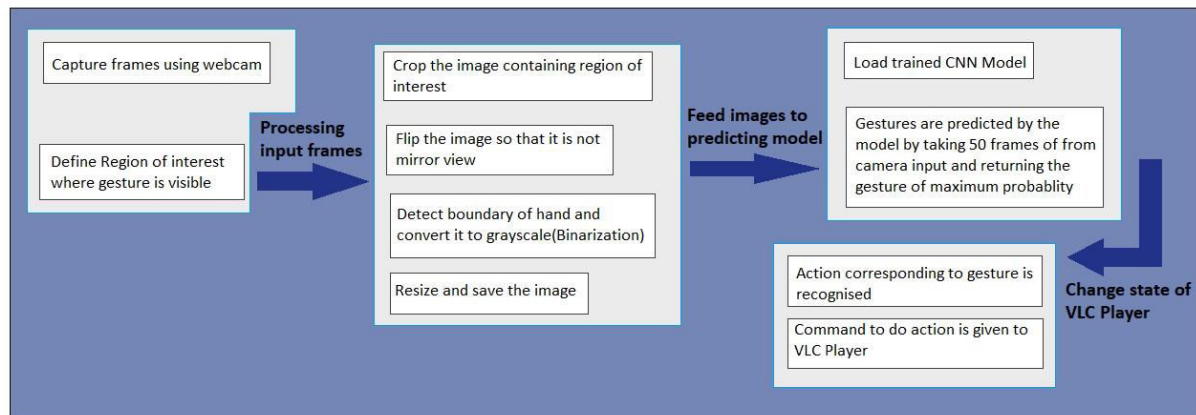 Capture frames using webcam
Define Region of interest
where gesture is visible
Processing
input frames
Crop the image containing region of
interest
Flip the image so that it is not
mirror view
Detect boundary of hand and
convert it to grayscale(Binarization)
Resize and save the image
Feed images to
predicting model
Load trained CNN Model
Gestures are predicted by the
model by taking 50 frames of from
camera input and returning the
gesture of maximum probablity
Change state of
VLC Player
Action corresponding to gesture is
recognised
Command to do action is given to
VLC Player